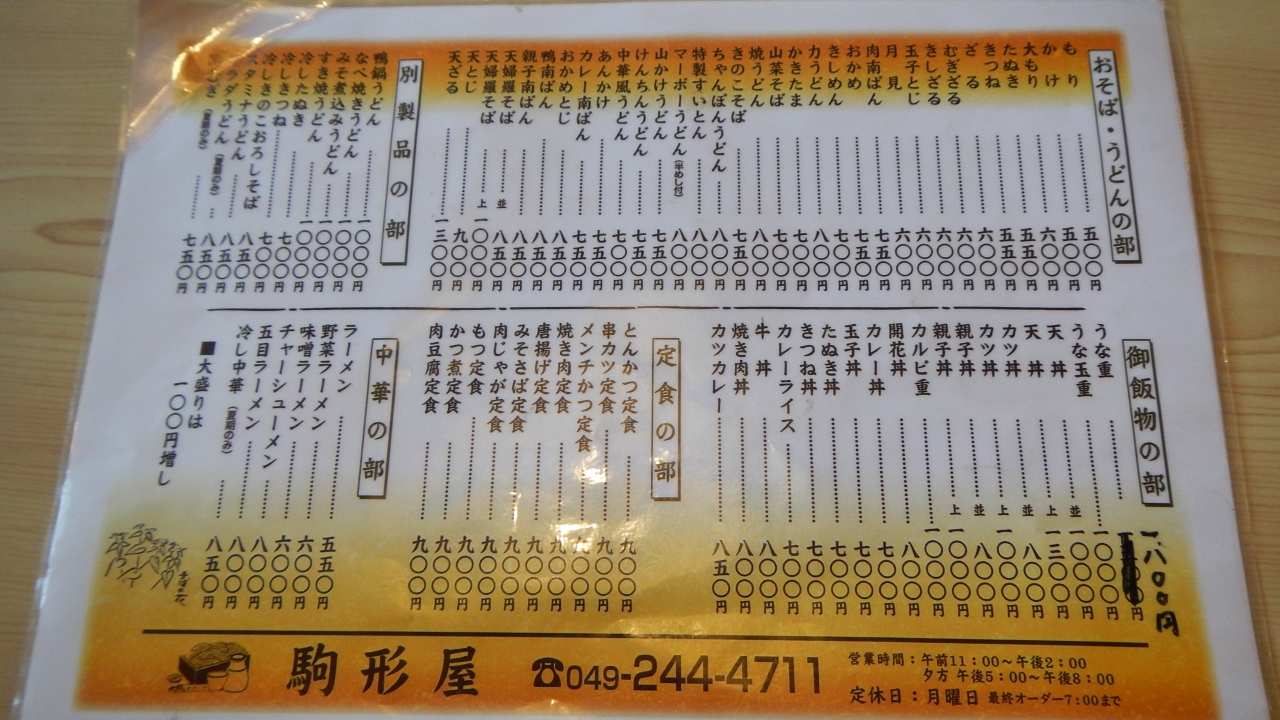 おそば・うどんの部
もり 五〇〇円
かけ 五〇〇円
大もり 六〇〇円
たぬき 五五〇円
きつね 五五〇円
ざる 六〇〇円
むぎざる 六〇〇円
きしざる 六〇〇円
玉子とじ 六〇〇円
月見 六〇〇円
肉南ばん 七五〇円
おかめ 七五〇円
きしめん 七〇〇円
力うどん 八〇〇円
かきたま 七〇〇円
山菜そば 七〇〇円
焼うどん 八〇〇円
きのこそば 七五〇円
ちゃんぽんうどん 八〇〇円
特製すいとん 八〇〇円
マーボーうどん(半めし付) 八〇〇円
山かけうどん 七五〇円
けんちんうどん 七五〇円
中華風うどん 八五〇円
あんかけ 七五〇円
カレー南ばん 七五〇円
おかめとじ 八五〇円
鴨南ばん 八五〇円
親子南ばん 八五〇円
天婦羅そば 並 八五〇円
天婦羅そば 上 一〇〇〇円
天とじ 九〇〇円
天ざる 一三〇〇円
別製品の部
鴨鍋うどん 一〇〇〇円
なべ焼きうどん 一〇〇〇円
みそ煮込みうどん 一〇〇〇円
すき焼うどん 一〇〇〇円
冷したぬき 七〇〇円
冷しきつね 七〇〇円
冷しきのこおろしそば 八五〇円
スタミナうどん 八五〇円
サラダうどん(夏期のみ) 八五〇円
むぎ(夏期のみ) 七五〇円
御飯物の部
うな重 一八〇〇円
うな玉重 一〇〇〇円
天丼 並 一〇〇〇円
天丼 上 一三〇〇円
カツ丼 並 八〇〇円
カツ丼 上 一〇〇〇円
親子丼 並 八〇〇円
親子丼 上 一〇〇〇円
カルビ重 一〇〇〇円
開花丼 八〇〇円
カレー丼 七〇〇円
玉子丼 七〇〇円
たぬき丼 七〇〇円
きつね丼 七〇〇円
カレーライス 七〇〇円
牛丼 八〇〇円
焼き肉丼 八〇〇円
カツカレー 八五〇円
定食の部
とんかつ定食 九〇〇円
串カツ定食 九〇〇円
メンチかつ定食 九〇〇円
焼き肉定食 九〇〇円
唐揚げ定食 九〇〇円
みそさば定食 九〇〇円
肉じゃが定食 九〇〇円
もつ定食 九〇〇円
かつ煮定食 九〇〇円
肉豆腐定食 九〇〇円
中華の部
ラーメン 五五〇円
野菜ラーメン 六〇〇円
味噌ラーメン 六〇〇円
チャーシューメン 八〇〇円
五目ラーメン 八〇〇円
冷し中華(夏期のみ) 八五〇円
■大盛りは
一〇〇円増し
駒形屋
☎049-244-4711
営業時間：午前11：00～午後2：00
夕方 午後5：00～午後8：00
定休日：月曜日 最終オーダー7:00まで